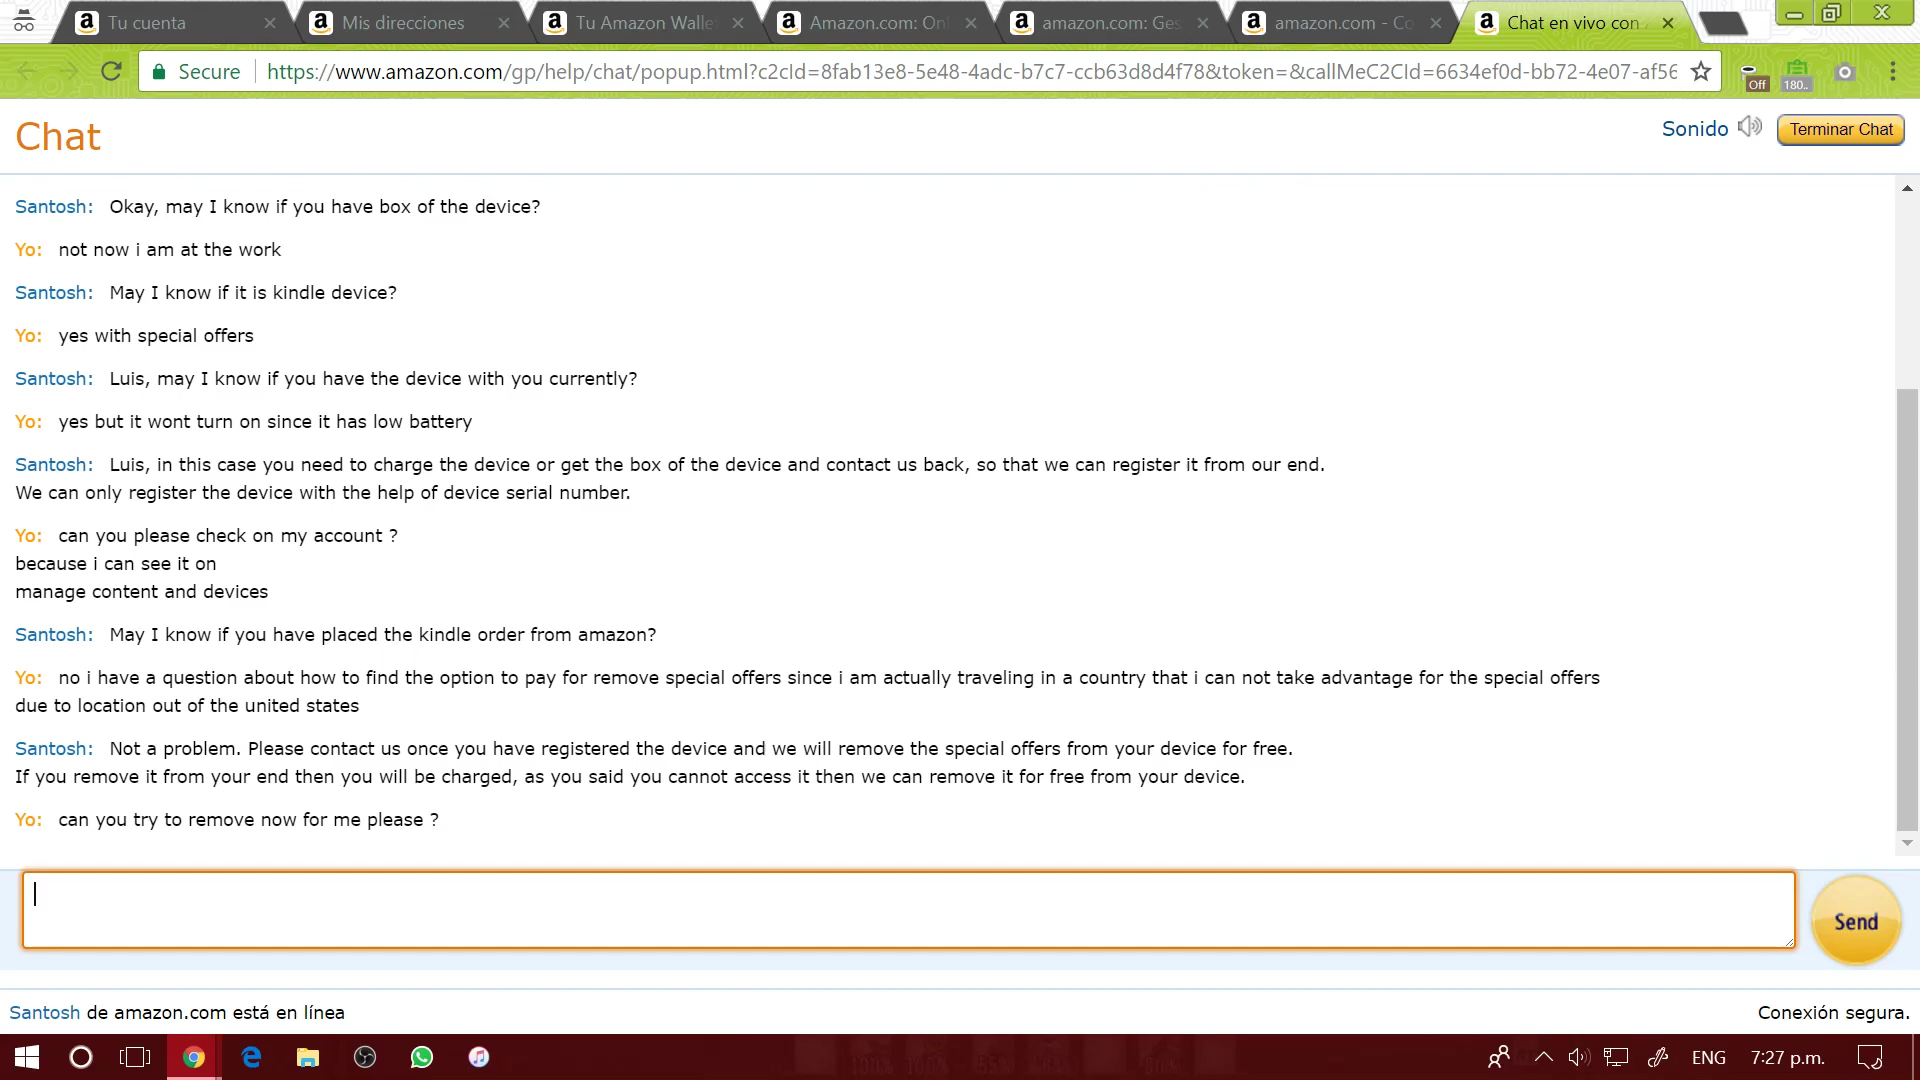 Tu cuenta
Mis direcciones
Tu Amazon Walle
Amazon.com: Onl
amazon.com: Ges
amazon.com - Co
Chat en vivo con
Secure
https://www.amazon.com/gp/help/chat/popup.html?c2cId=8fab13e8-5e48-4adc-b7c7-ccb63d8d4f78&token=&callMeC2CId=6634ef0d-bb72-4e07-af56
Off
180..
Chat
Sonido
Terminar Chat
Santosh: Okay, may I know if you have box of the device?
Yo: not now i am at the work
Santosh: May I know if it is kindle device?
Yo: yes with special offers
Santosh: Luis, may I know if you have the device with you currently?
Yo: yes but it wont turn on since it has low battery
Santosh: Luis, in this case you need to charge the device or get the box of the device and contact us back, so that we can register it from our end.
We can only register the device with the help of device serial number.
Yo: can you please check on my account ?
because i can see it on
manage content and devices
Santosh: May I know if you have placed the kindle order from amazon?
Yo: no i have a question about how to find the option to pay for remove special offers since i am actually traveling in a country that i can not take advantage for the special offers
due to location out of the united states
Santosh: Not a problem. Please contact us once you have registered the device and we will remove the special offers from your device for free.
If you remove it from your end then you will be charged, as you said you cannot access it then we can remove it for free from your device.
Yo: can you try to remove now for me please ?
Send
Santosh de amazon.com está en línea
Conexión segura.
ENG
7:27 p.m.